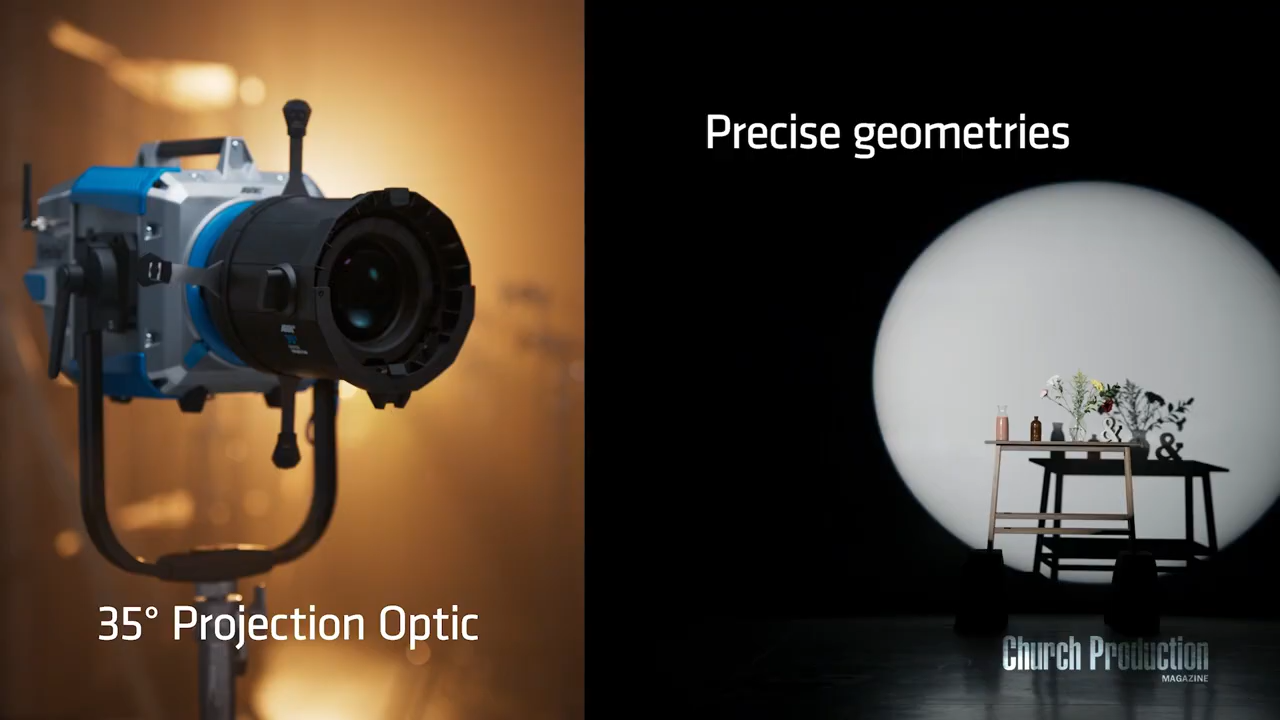 Precise geometries
35° Projection Optic
&
&
Church Production
MAGAZINE